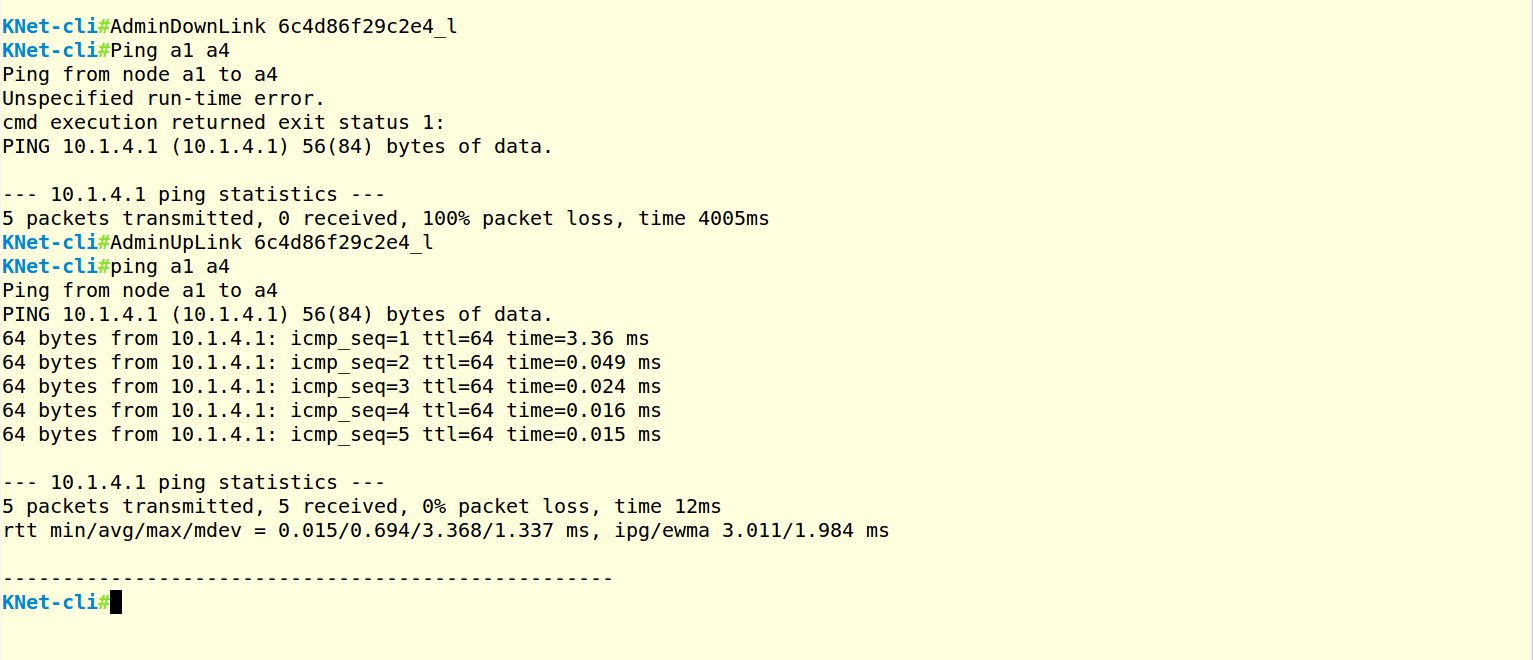 KNet-cli#AdminDownLink 6c4d86f29c2e4_l
KNet-cli#Ping a1 a4
Ping from node a1 to a4
Unspecified run-time error.
cmd execution returned exit status 1:
PING 10.1.4.1 (10.1.4.1) 56(84) bytes of data.

--- 10.1.4.1 ping statistics ---
5 packets transmitted, 0 received, 100% packet loss, time 4005ms
KNet-cli#AdminUpLink 6c4d86f29c2e4_l
KNet-cli#ping a1 a4
Ping from node a1 to a4
PING 10.1.4.1 (10.1.4.1) 56(84) bytes of data.
64 bytes from 10.1.4.1: icmp_seq=1 ttl=64 time=3.36 ms
64 bytes from 10.1.4.1: icmp_seq=2 ttl=64 time=0.049 ms
64 bytes from 10.1.4.1: icmp_seq=3 ttl=64 time=0.024 ms
64 bytes from 10.1.4.1: icmp_seq=4 ttl=64 time=0.016 ms
64 bytes from 10.1.4.1: icmp_seq=5 ttl=64 time=0.015 ms

--- 10.1.4.1 ping statistics ---
5 packets transmitted, 5 received, 0% packet loss, time 12ms
rtt min/avg/max/mdev = 0.015/0.694/3.368/1.337 ms, ipg/ewma 3.011/1.984 ms

---------------------------------------------------
KNet-cli#